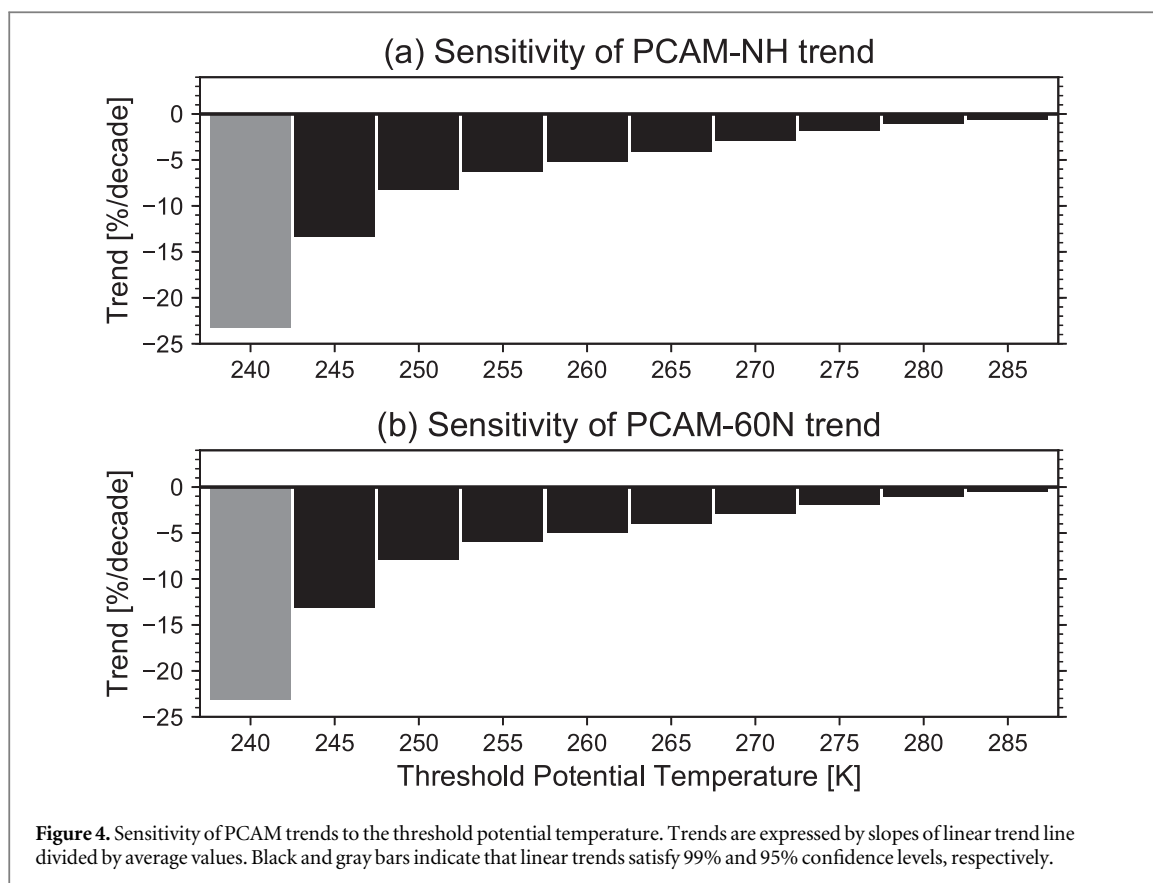 (a) Sensitivity of PCAM-NH trend
Trend [%/decade]
0
−5
−10
−15
−20
−25
240 245 250 255 260 265 270 275 280 285
(b) Sensitivity of PCAM-60N trend
Trend [%/decade]
0
−5
−10
−15
−20
−25
240 245 250 255 260 265 270 275 280 285
Threshold Potential Temperature [K]
Figure 4. Sensitivity of PCAM trends to the threshold potential temperature. Trends are expressed by slopes of linear trend line
divided by average values. Black and gray bars indicate that linear trends satisfy 99% and 95% confidence levels, respectively.